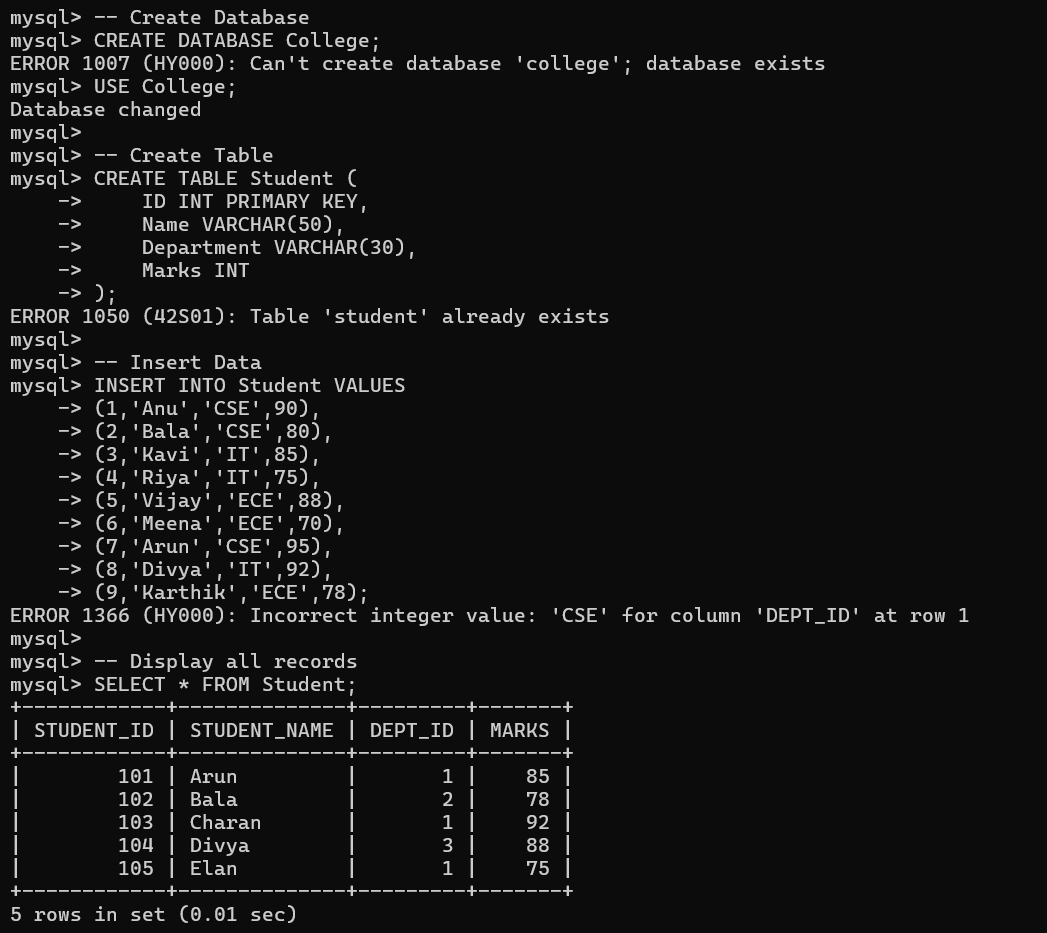 mysql> -- Create Database
mysql> CREATE DATABASE College;
ERROR 1007 (HY000): Can't create database 'college'; database exists
mysql> USE College;
Database changed
mysql>
mysql> -- Create Table
mysql> CREATE TABLE Student (
    ->     ID INT PRIMARY KEY,
    ->     Name VARCHAR(50),
    ->     Department VARCHAR(30),
    ->     Marks INT
    -> );
ERROR 1050 (42S01): Table 'student' already exists
mysql>
mysql> -- Insert Data
mysql> INSERT INTO Student VALUES
    -> (1,'Anu','CSE',90),
    -> (2,'Bala','CSE',80),
    -> (3,'Kavi','IT',85),
    -> (4,'Riya','IT',75),
    -> (5,'Vijay','ECE',88),
    -> (6,'Meena','ECE',70),
    -> (7,'Arun','CSE',95),
    -> (8,'Divya','IT',92),
    -> (9,'Karthik','ECE',78);
ERROR 1366 (HY000): Incorrect integer value: 'CSE' for column 'DEPT_ID' at row 1
mysql>
mysql> -- Display all records
mysql> SELECT * FROM Student;
+------------+--------------+---------+-------+
| STUDENT_ID | STUDENT_NAME | DEPT_ID | MARKS |
+------------+--------------+---------+-------+
|        101 | Arun         |       1 |    85 |
|        102 | Bala         |       2 |    78 |
|        103 | Charan       |       1 |    92 |
|        104 | Divya        |       3 |    88 |
|        105 | Elan         |       1 |    75 |
+------------+--------------+---------+-------+
5 rows in set (0.01 sec)